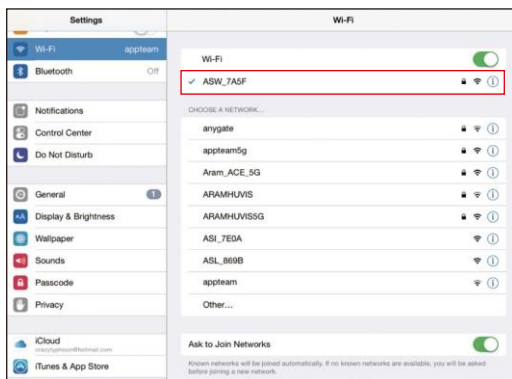 Settings
Wi-Fi
Wi-Fi appteam
Bluetooth Off
Notifications
Control Center
Do Not Disturb
General 1
Display & Brightness
Wallpaper
Sounds
Passcode
Privacy
iCloud
iTunes & App Store
Wi-Fi
ASW_7A5F
CHOOSE A NETWORK...
anygate
appteam5g
Aram_ACE_5G
ARAMHUVIS
ARAMHUVIS5G
ASI_7E0A
ASL_869B
appteam
Other...
Ask to Join Networks
Known networks will be joined automatically. If no known networks are available, you will be asked
before joining a new network.